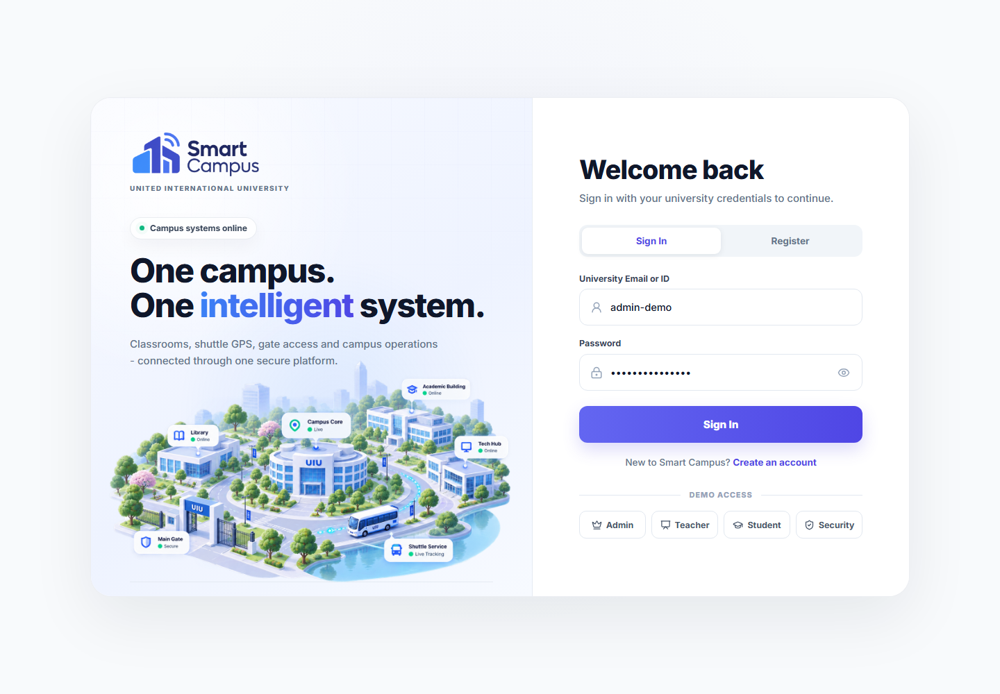 Smart
Campus
UNITED INTERNATIONAL UNIVERSITY
Campus systems online
One campus.
One intelligent system.
Classrooms, shuttle GPS, gate access and campus operations
- connected through one secure platform.
Academic Building
Online
Campus Core
Live
Library
Online
Tech Hub
Online
UIU
UIU
Main Gate
Secure
UIU
Shuttle Service
Live Tracking
Welcome back
Sign in with your university credentials to continue.
Sign In
Register
University Email or ID
admin-demo
Password
•••••••••••••••
Sign In
New to Smart Campus? Create an account
DEMO ACCESS
Admin
Teacher
Student
Security